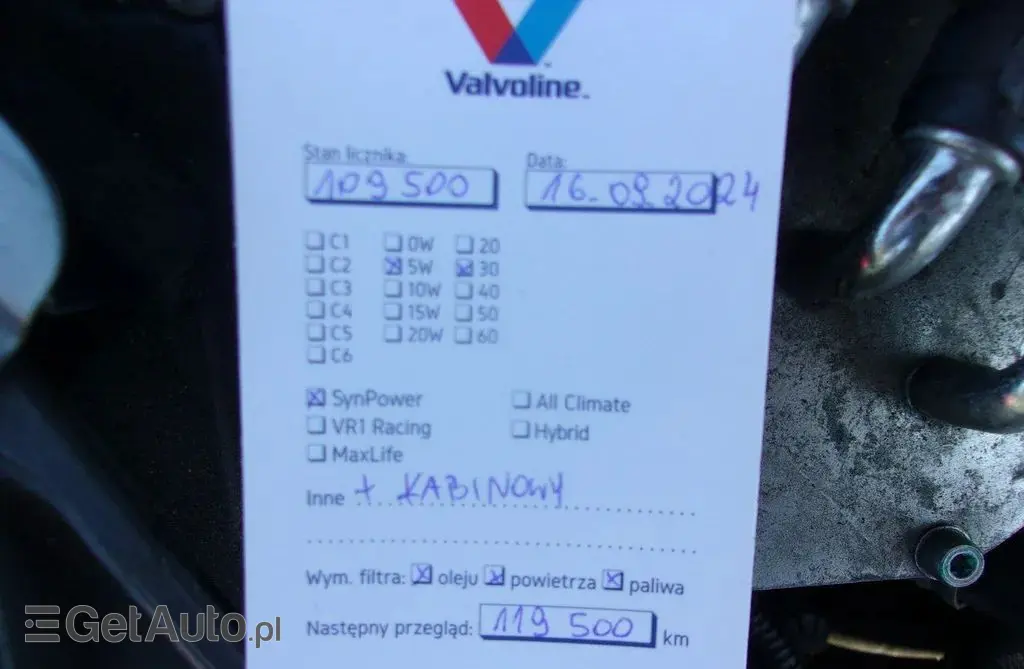 Valvoline™
Stan licznika: Data:
109 500 16.09.2024
C1 0W 20
C2 5W 30
C3 10W 40
C4 15W 50
C5 20W 60
C6
SynPower All Climate
VR1 Racing Hybrid
MaxLife
Inne + KABINOWY
Wym. filtra: oleju powietrza paliwa
Następny przegląd: 119 500 km
GetAuto.pl